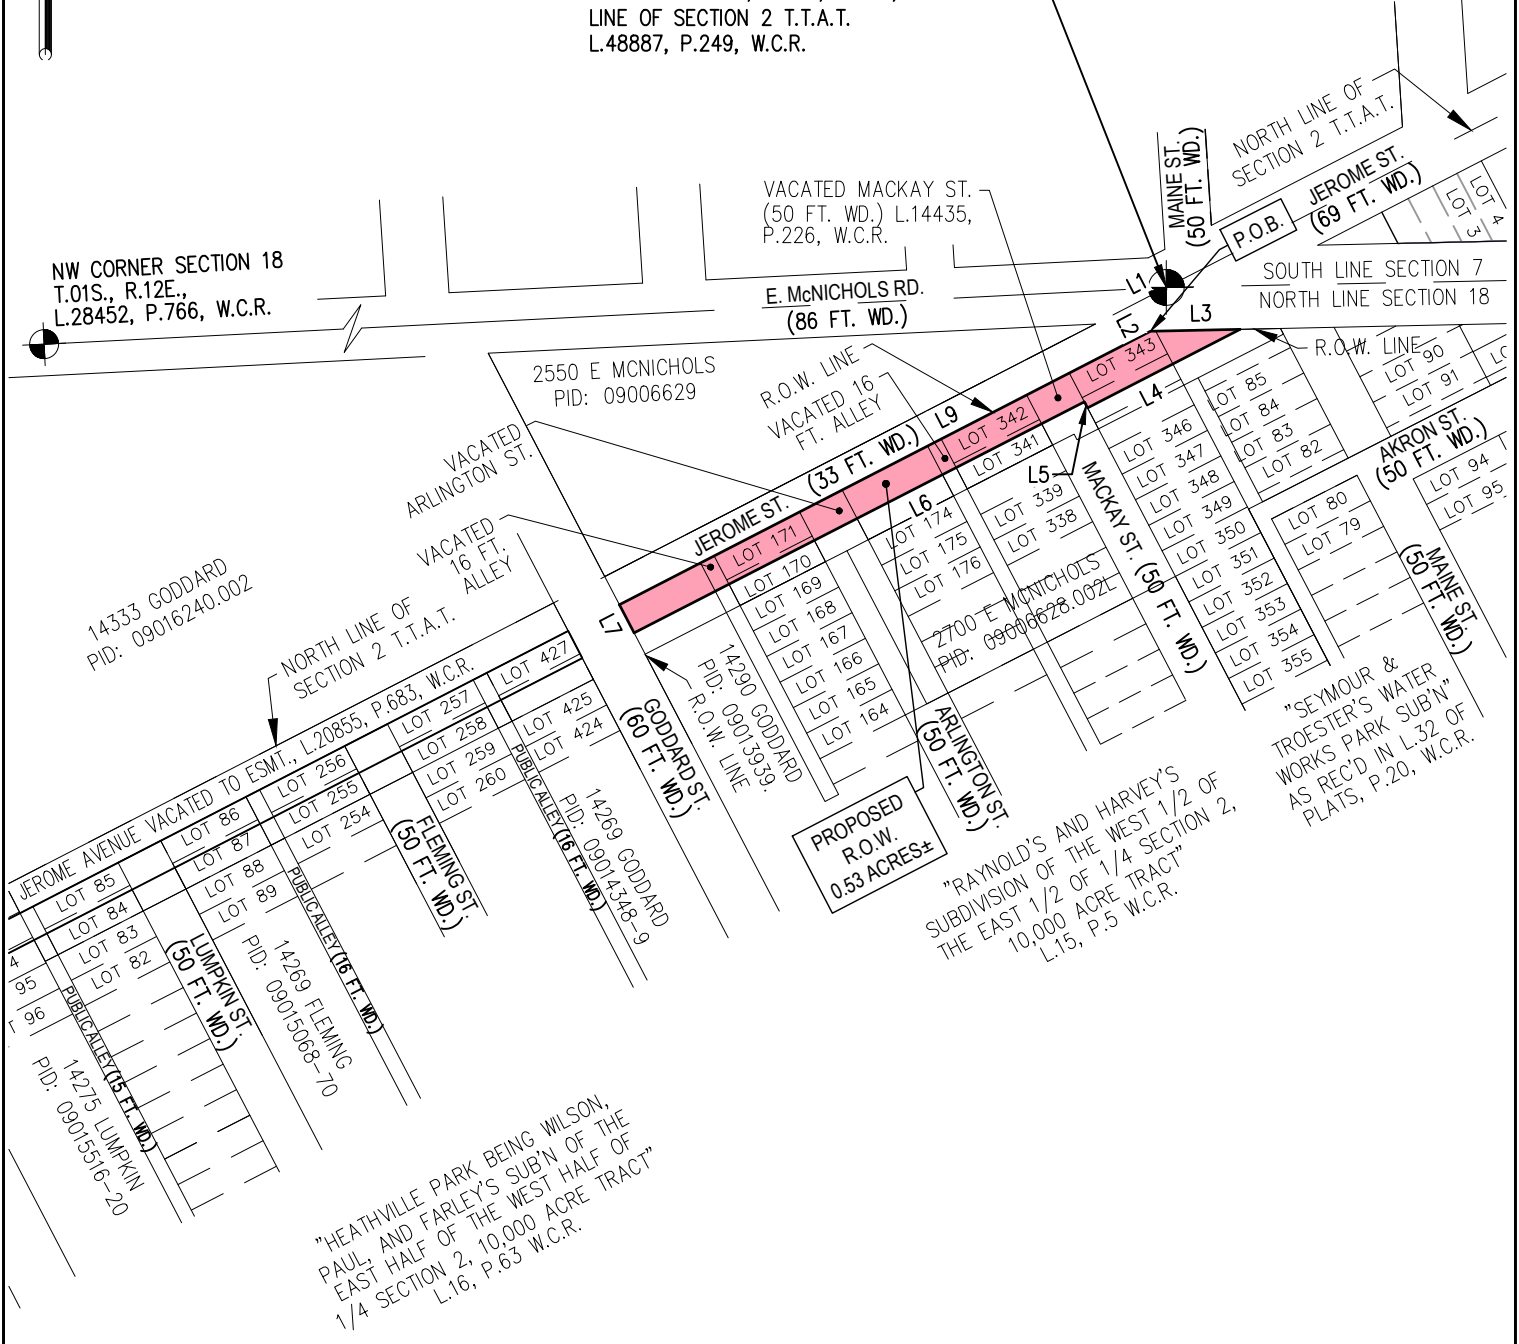 LINE OF SECTION 2 T.T.A.T.
L.48887, P.249, W.C.R.
NORTH LINE OF
SECTION 2 T.T.A.T.
MAINE ST.
(50 FT. WD.)
JEROME ST.
(69 FT. WD.)
P.O.B.
LOT 4
LOT 3
VACATED MACKAY ST.
(50 FT. WD.) L.14435,
P.226, W.C.R.
NW CORNER SECTION 18
T.01S., R.12E.,
L.28452, P.766, W.C.R.
E. McNICHOLS RD.
(86 FT. WD.)
L1
L2
L3
SOUTH LINE SECTION 7
NORTH LINE SECTION 18
R.O.W. LINE
2550 E MCNICHOLS
PID: 09006629
R.O.W. LINE
VACATED 16
FT. ALLEY
L9
LOT 343
L4
LOT 342
LOT 341
L5
LOT 90
LOT 91
LOT 85
LOT 84
LOT 83
LOT 82
AKRON ST.
(50 FT. WD.)
LOT 94
LOT 95
LOT 80
LOT 79
MAINE ST.
(50 FT. WD.)
LOT 346
LOT 347
LOT 348
LOT 349
LOT 350
LOT 351
LOT 352
LOT 353
LOT 354
LOT 355
MACKAY ST. (50 FT. WD.)
LOT 339
LOT 338
VACATED
ARLINGTON ST.
JEROME ST. (33 FT. WD.)
L6
LOT 174
LOT 175
LOT 176
2700 E MCNICHOLS
PID: 09006628.002L
VACATED
16 FT.
ALLEY
LOT 171
LOT 170
LOT 169
LOT 168
LOT 167
LOT 166
LOT 165
LOT 164
L7
14333 GODDARD
PID: 09016240.002
NORTH LINE OF
SECTION 2 T.T.A.T.
14290 GODDARD
PID: 09013939.
R.O.W. LINE
GODDARD ST.
(60 FT. WD.)
ARLINGTON ST.
(50 FT. WD.)
PROPOSED
R.O.W.
0.53 ACRES±
JEROME AVENUE VACATED TO ESMT., L.20855, P.683, W.C.R.
LOT 427
LOT 425
LOT 424
LOT 257
LOT 258
LOT 259
LOT 260
LOT 256
LOT 255
LOT 254
LOT 86
LOT 87
LOT 88
LOT 89
LOT 85
LOT 84
LOT 83
LOT 82
4
95
T 96
PUBLIC ALLEY (16 FT. WD.)
14269 GODDARD
PID: 09014348-9
FLEMING ST.
(50 FT. WD.)
PUBLIC ALLEY (16 FT. WD.)
14269 FLEMING
PID: 09015068-70
LUMPKIN ST.
(50 FT. WD.)
PUBLIC ALLEY (15 FT. WD.)
14275 LUMPKIN
PID: 09015516-20
"SEYMOUR &
TROESTER'S WATER
WORKS PARK SUB'N"
AS REC'D IN L.32 OF
PLATS, P.20, W.C.R.
"RAYNOLD'S AND HARVEY'S
SUBDIVISION OF THE WEST 1/2 OF
THE EAST 1/2 OF 1/4 SECTION 2,
10,000 ACRE TRACT"
L.15, P.5 W.C.R.
"HEATHVILLE PARK BEING WILSON,
PAUL, AND FARLEY'S SUB'N OF THE
EAST HALF OF THE WEST HALF OF
1/4 SECTION 2, 10,000 ACRE TRACT"
L.16, P.63 W.C.R.